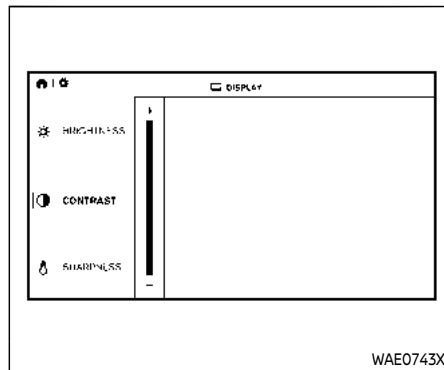 DISPLAY
BRIGHTNESS
CONTRAST
SHARPNESS
WAE0743X